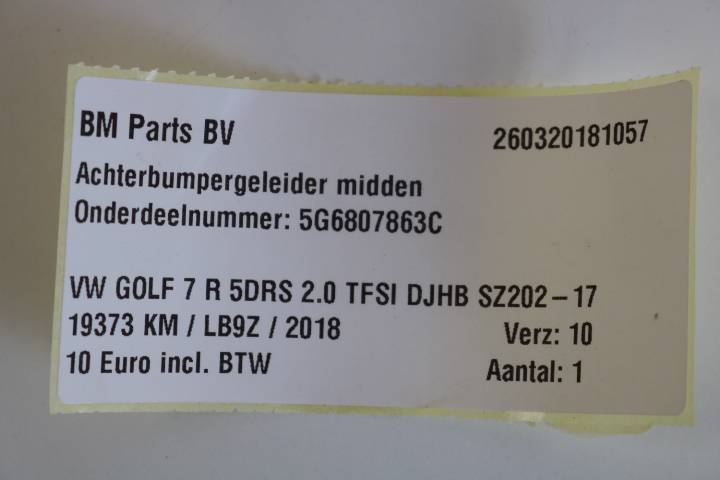 BM Parts BV 260320181057
Achterbumpergeleider midden
Onderdeelnummer: 5G6807863C
VW GOLF 7 R 5DRS 2.0 TFSI DJHB SZ202-17
19373 KM / LB9Z / 2018 Verz: 10
10 Euro incl. BTW Aantal: 1